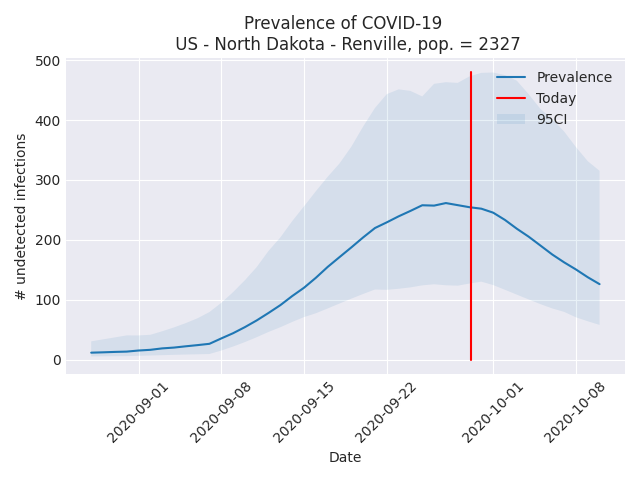 Prevalence of COVID-19
US - North Dakota - Renville, pop. = 2327
500
400
300
200
100
0
# undetected infections
Prevalence
Today
95CI
2020-09-01
2020-09-08
2020-09-15
2020-09-22
2020-10-01
2020-10-08
Date